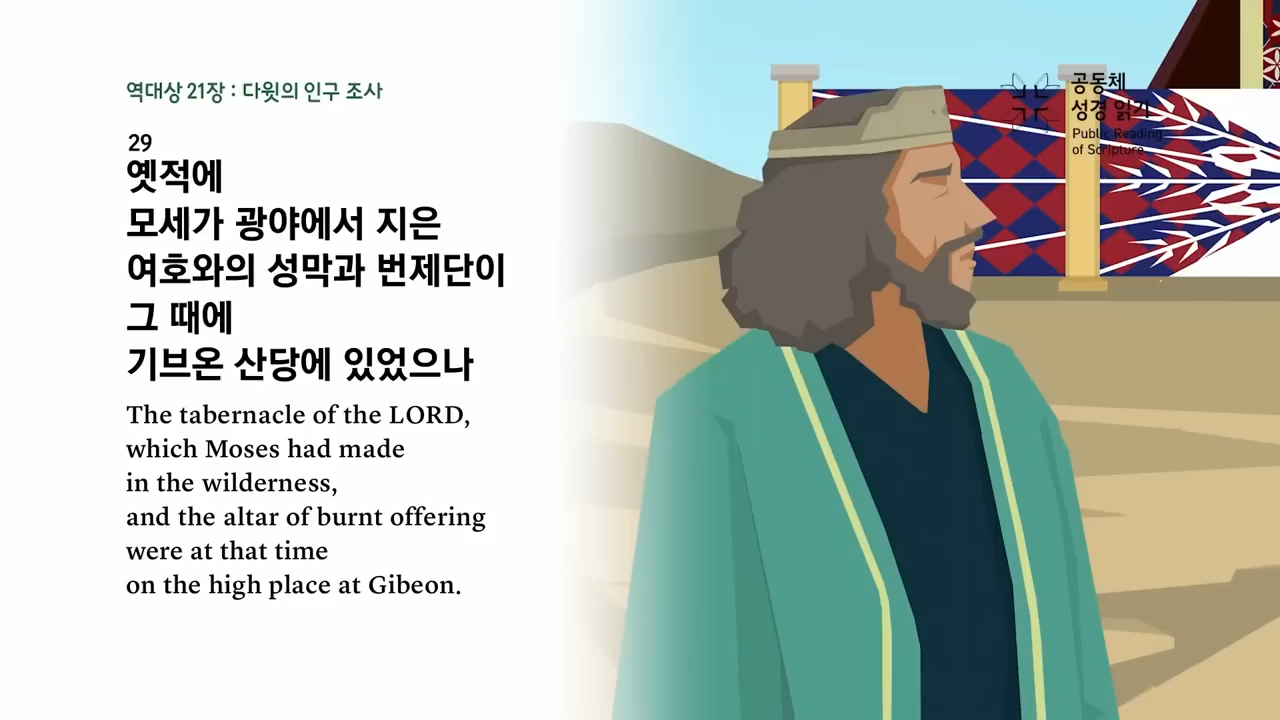 역대상 21장 : 다윗의 인구 조사
29
옛적에
모세가 광야에서 지은
여호와의 성막과 번제단이
그 때에
기브온 산당에 있었으나
The tabernacle of the LORD,
which Moses had made
in the wilderness,
and the altar of burnt offering
were at that time
on the high place at Gibeon.
공동체
성경 읽기
Public Reading
of Scripture